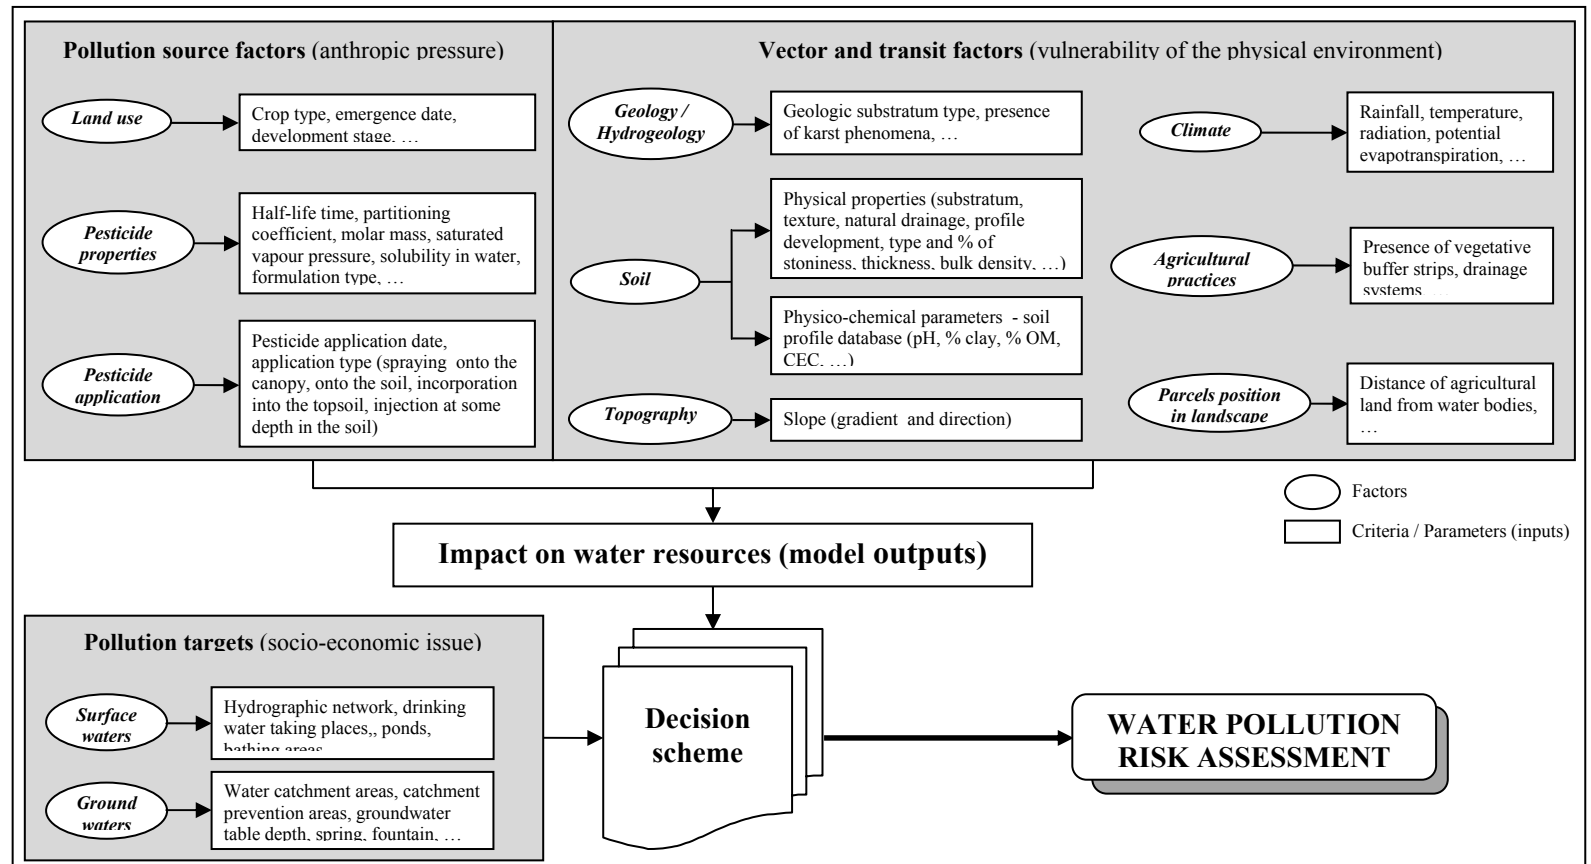 Pollution source factors (anthropic pressure)
Land use
Crop type, emergence date,
development stage, …
Pesticide
properties
Half-life time, partitioning
coefficient, molar mass, saturated
vapour pressure, solubility in water,
formulation type, …
Pesticide
application
Pesticide application date,
application type (spraying onto the
canopy, onto the soil, incorporation
into the topsoil, injection at some
depth in the soil)
Vector and transit factors (vulnerability of the physical environment)
Geology /
Hydrogeology
Geologic substratum type, presence
of karst phenomena, …
Soil
Physical properties (substratum,
texture, natural drainage, profile
development, type and % of
stoniness, thickness, bulk density, …)
Physico-chemical parameters - soil
profile database (pH, % clay, % OM,
CEC, …)
Topography
Slope (gradient and direction)
Climate
Rainfall, temperature,
radiation, potential
evapotranspiration, …
Agricultural
practices
Presence of vegetative
buffer strips, drainage
systems, …
Parcels position
in landscape
Distance of agricultural
land from water bodies,
…
Factors
Criteria / Parameters (inputs)
Impact on water resources (model outputs)
Pollution targets (socio-economic issue)
Surface
waters
Hydrographic network, drinking
water taking places,, ponds,
bathing areas
Ground
waters
Water catchment areas, catchment
prevention areas, groundwater
table depth, spring, fountain, …
Decision
scheme
WATER POLLUTION
RISK ASSESSMENT